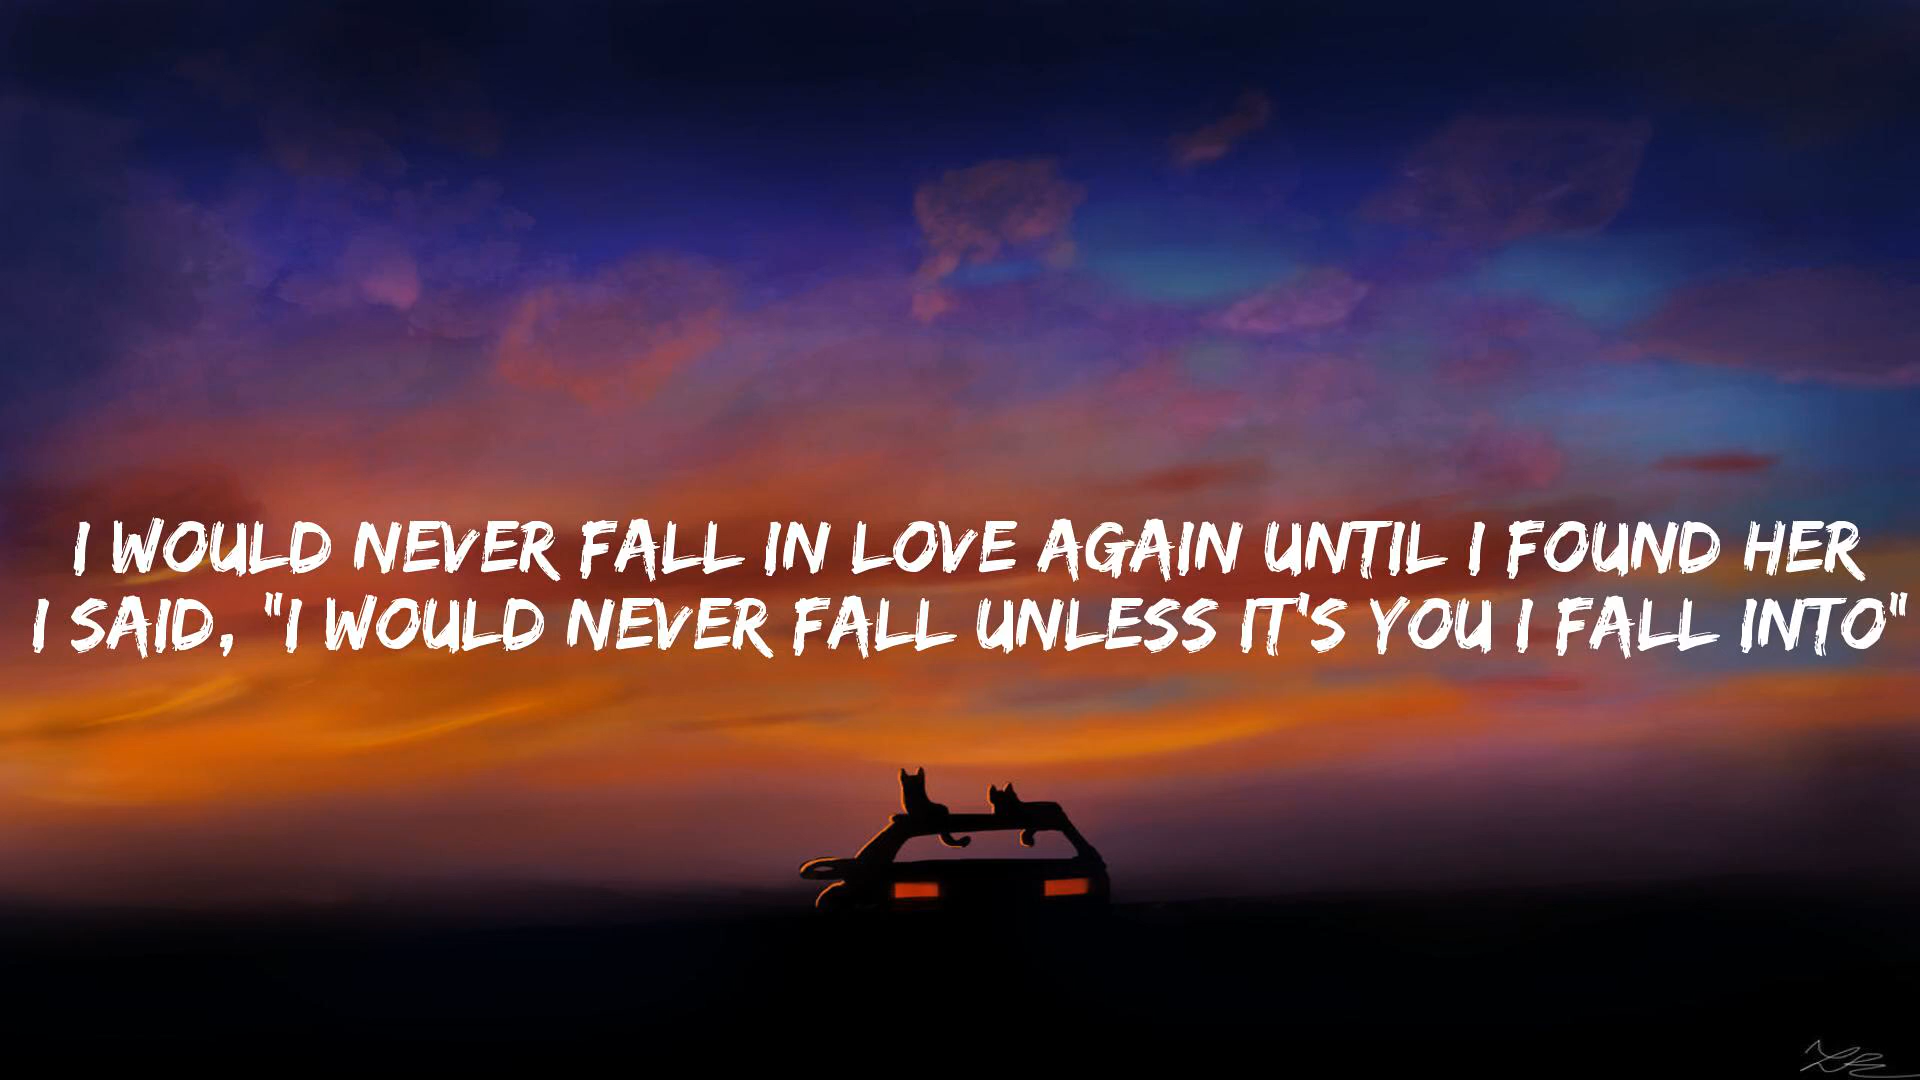 I WOULD NEVER FALL IN LOVE AGAIN UNTIL I FOUND HER
I SAID, "I WOULD NEVER FALL UNLESS IT'S YOU I FALL INTO"